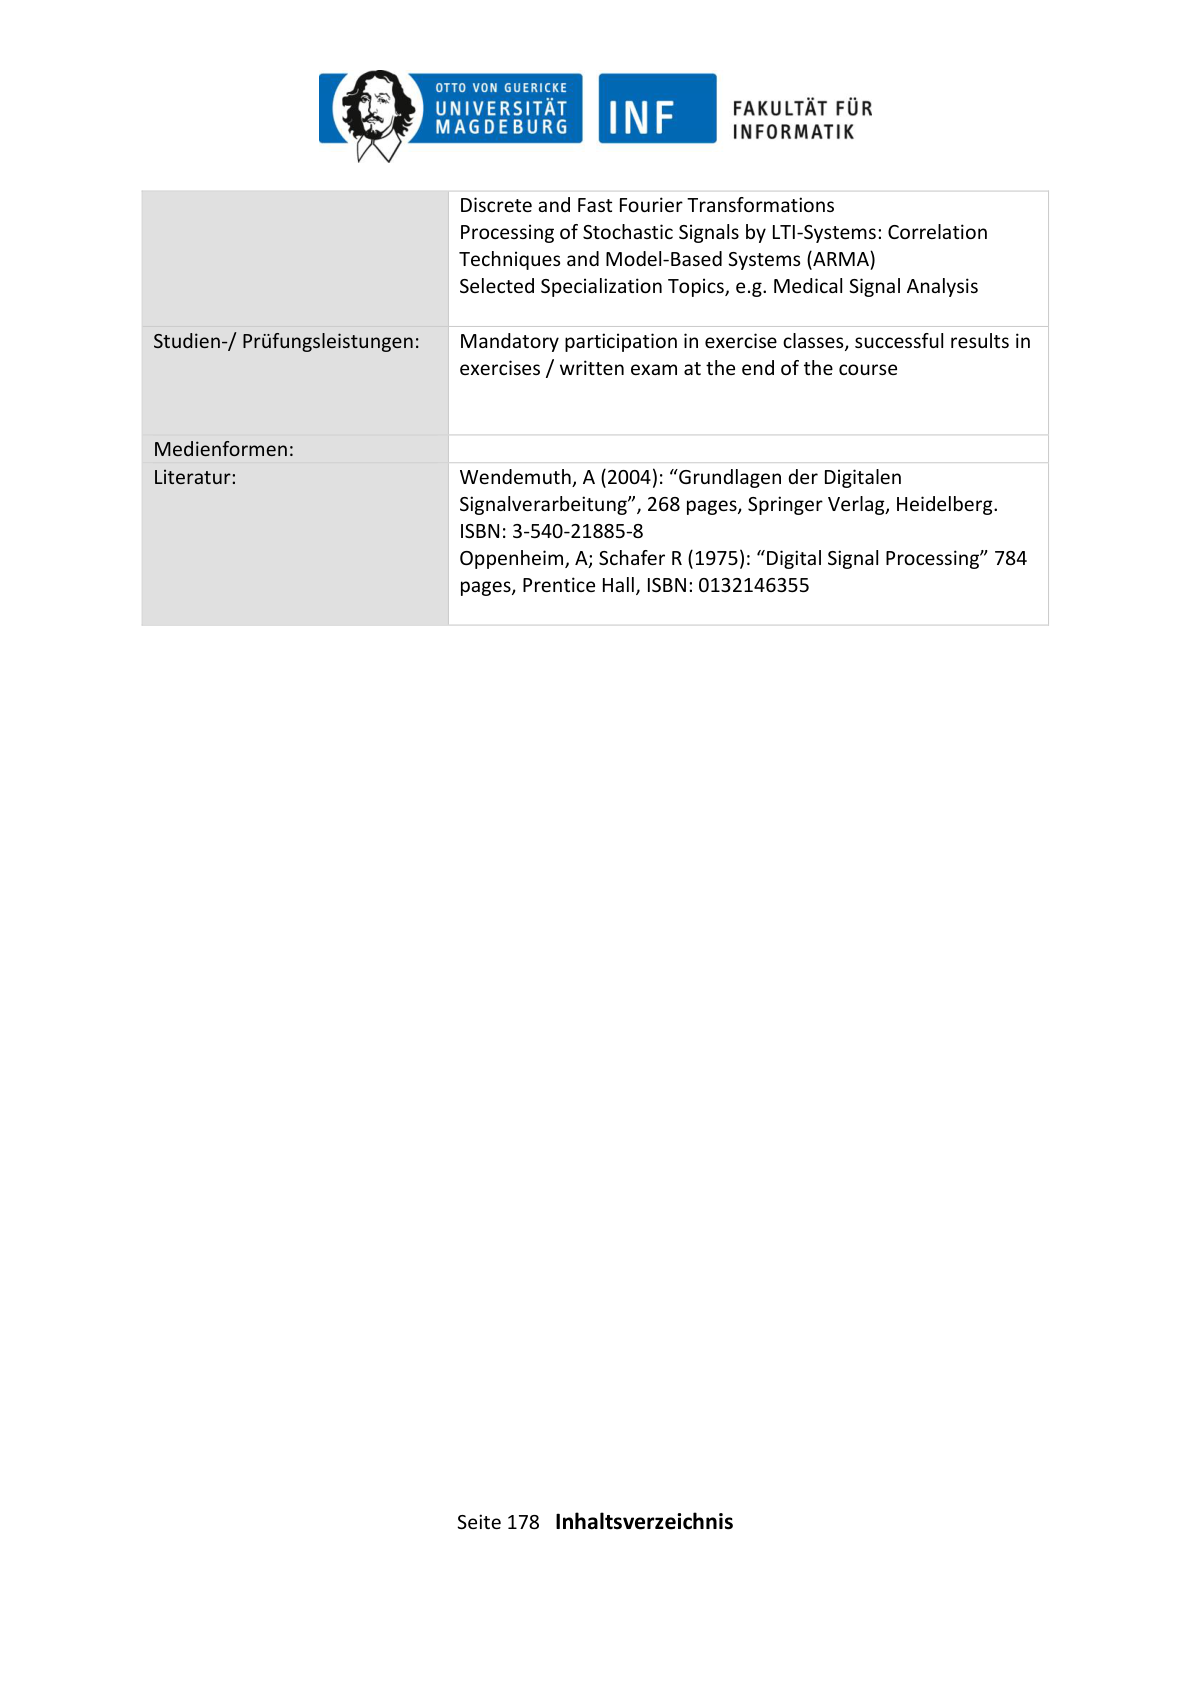 OTTO VON GUERICKE
UNIVERSITÄT
MAGDEBURG
INF
FAKULTÄT FÜR
INFORMATIK
Discrete and Fast Fourier Transformations
Processing of Stochastic Signals by LTI-Systems: Correlation
Techniques and Model-Based Systems (ARMA)
Selected Specialization Topics, e.g. Medical Signal Analysis
Studien-/ Prüfungsleistungen:
Mandatory participation in exercise classes, successful results in
exercises / written exam at the end of the course
Medienformen:
Literatur:
Wendemuth, A (2004): “Grundlagen der Digitalen
Signalverarbeitung”, 268 pages, Springer Verlag, Heidelberg.
ISBN: 3-540-21885-8
Oppenheim, A; Schafer R (1975): “Digital Signal Processing” 784
pages, Prentice Hall, ISBN: 0132146355
Seite 178 Inhaltsverzeichnis